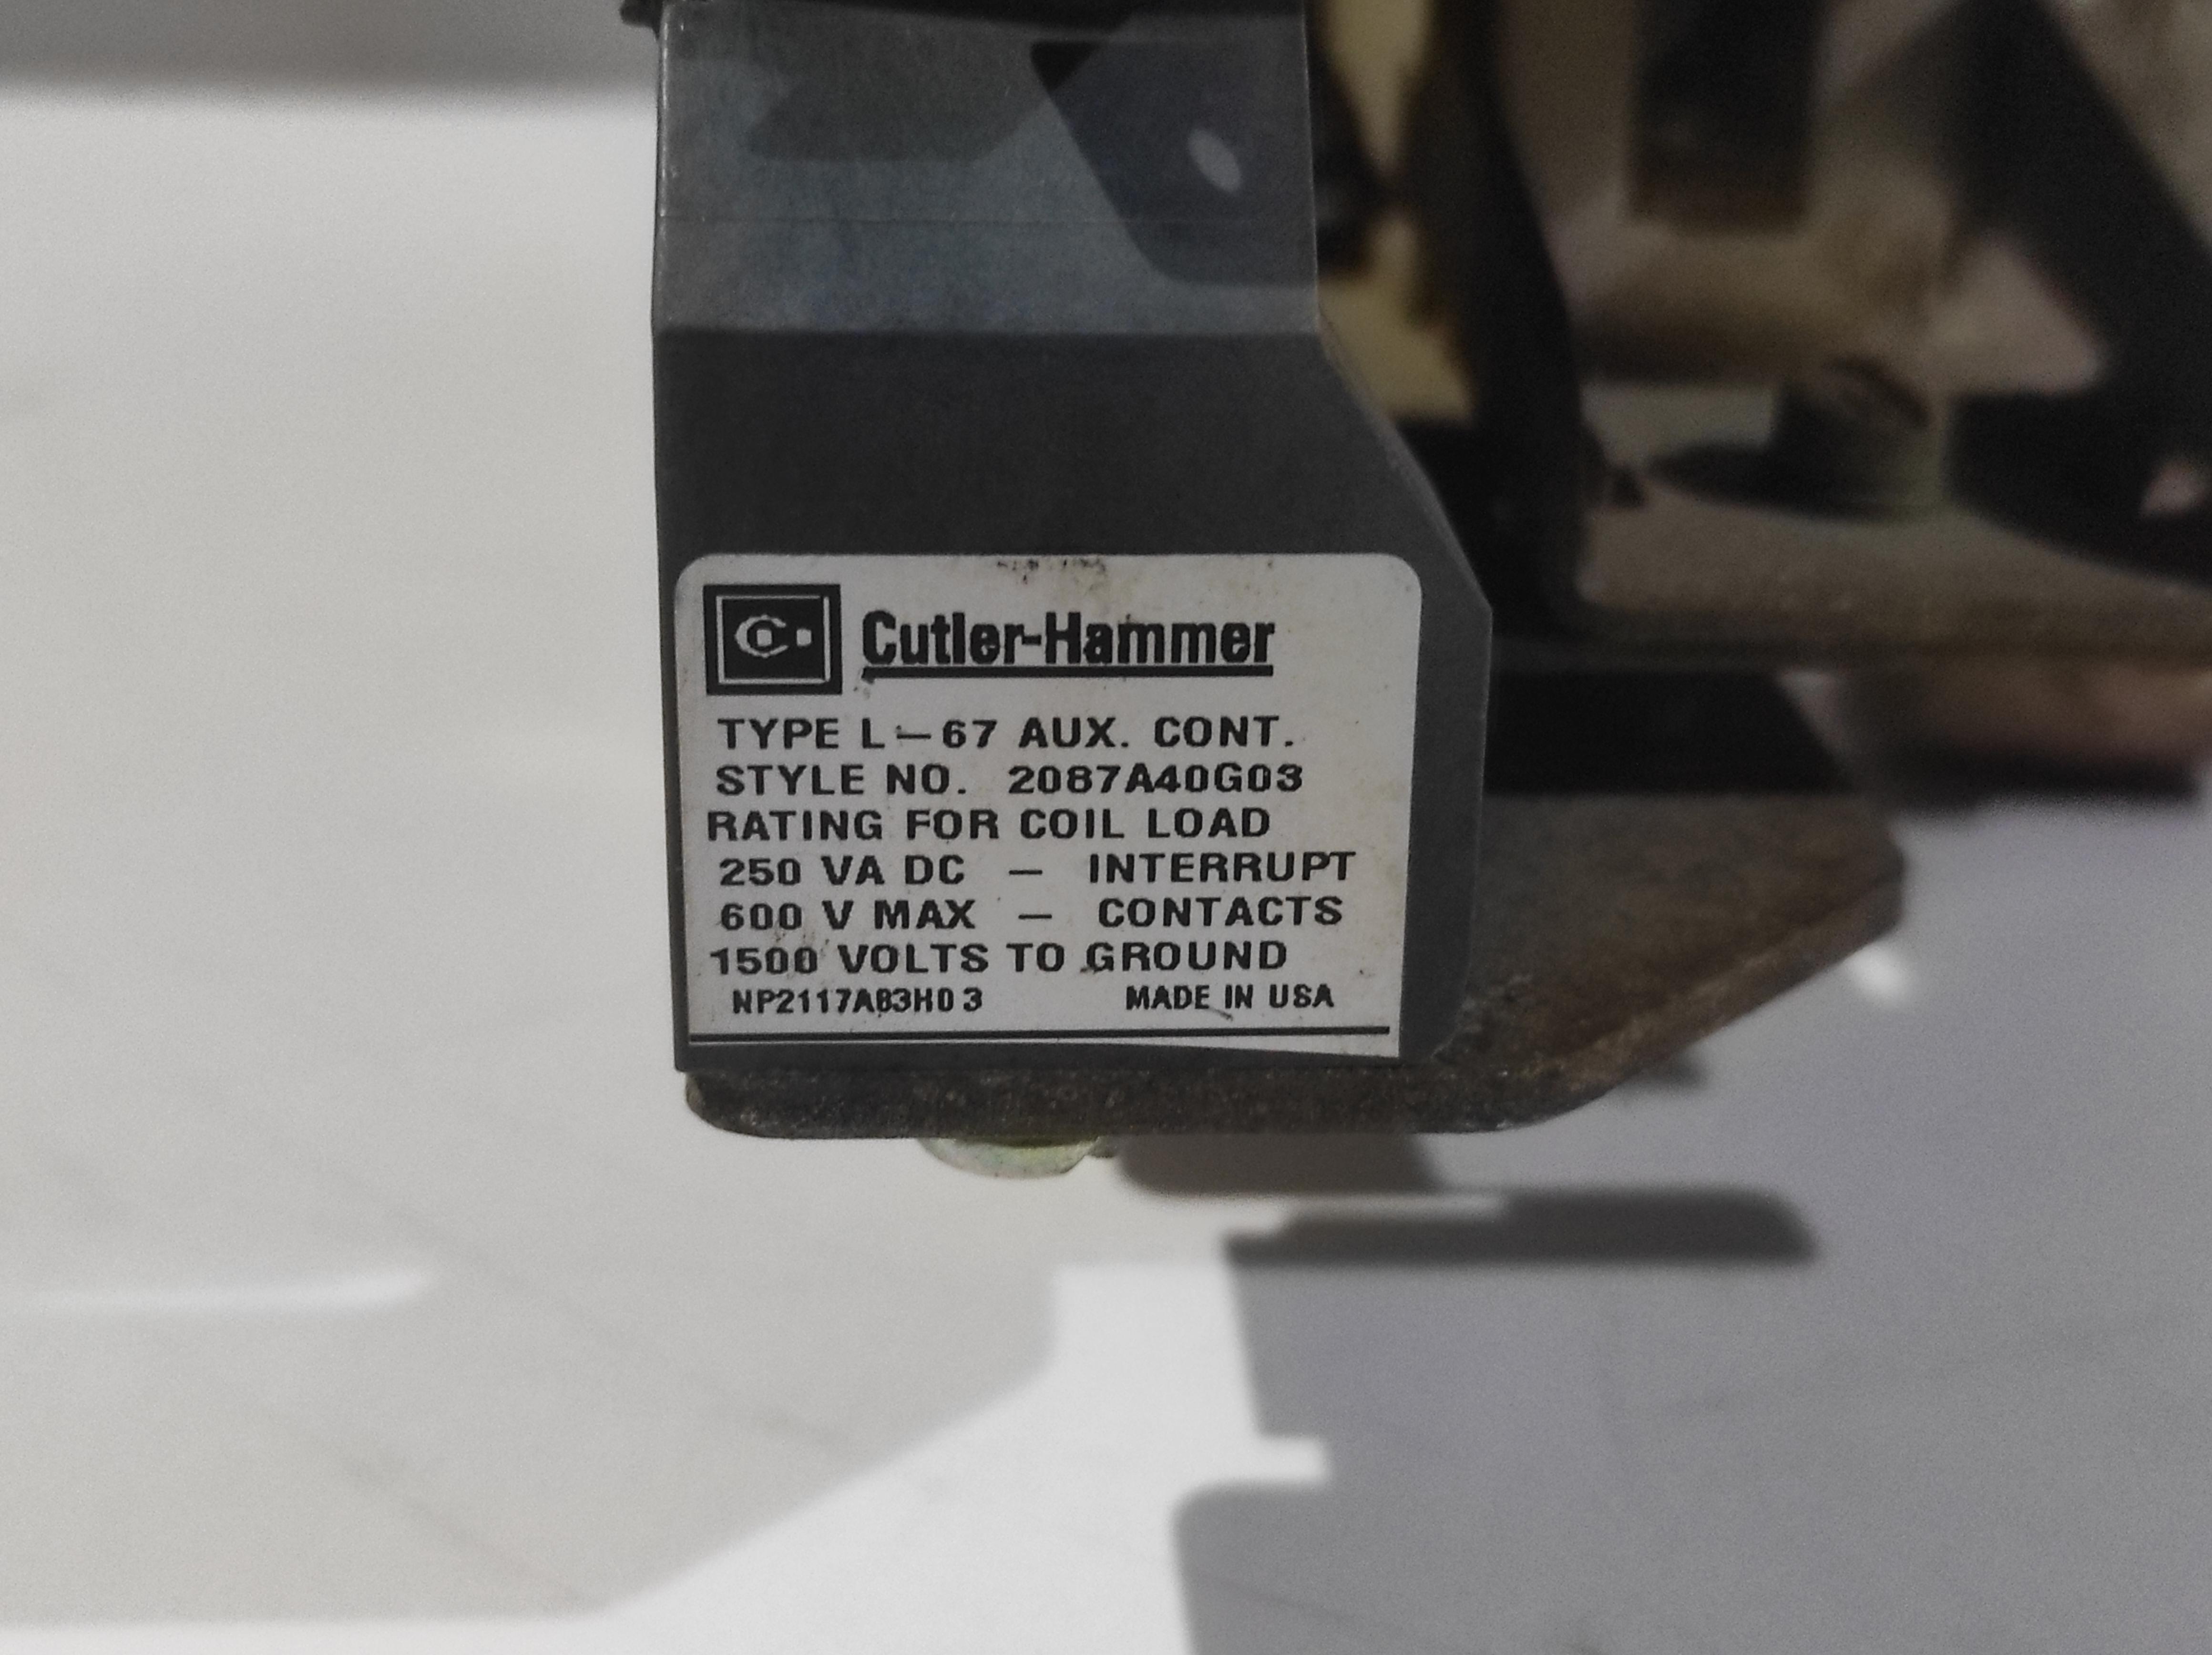 Cutler-Hammer
TYPE L-67 AUX. CONT.
STYLE NO. 2087A40G03
RATING FOR COIL LOAD
250 VA DC — INTERRUPT
600 V MAX — CONTACTS
1500 VOLTS TO GROUND
NP2117A83H03 MADE IN USA